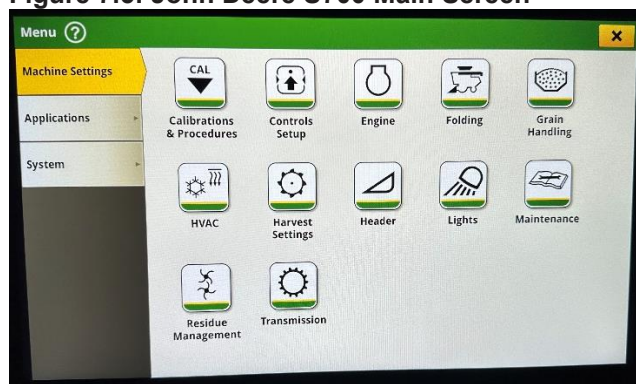 Figure John Deere Main Screen
Menu ?
Machine Settings
Applications
System
CAL
Calibrations
& Procedures
Controls
Setup
Engine
Folding
Grain
Handling
HVAC
Harvest
Settings
Header
Lights
Maintenance
Residue
Management
Transmission